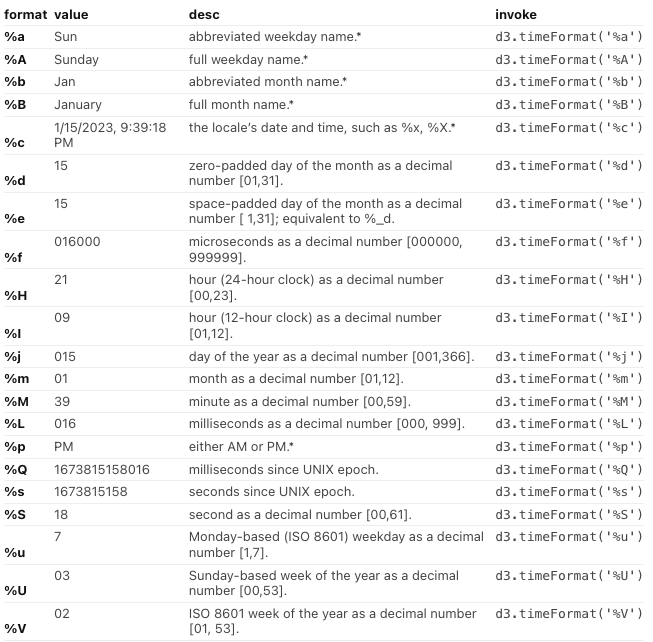 format value desc invoke
%a Sun abbreviated weekday name.* d3.timeFormat('%a')
%A Sunday full weekday name.* d3.timeFormat('%A')
%b Jan abbreviated month name.* d3.timeFormat('%b')
%B January full month name.* d3.timeFormat('%B')
1/15/2023, 9:39:18 the locale’s date and time, such as %x, %X.* d3.timeFormat('%c')
%c PM
15 zero-padded day of the month as a decimal d3.timeFormat('%d')
%d number [01,31].
15 space-padded day of the month as a decimal d3.timeFormat('%e')
%e number [ 1,31]; equivalent to %_d.
016000 microseconds as a decimal number [000000, d3.timeFormat('%f')
%f 999999].
21 hour (24-hour clock) as a decimal number d3.timeFormat('%H')
%H [00,23].
09 hour (12-hour clock) as a decimal number d3.timeFormat('%I')
%I [01,12].
%j 015 day of the year as a decimal number [001,366]. d3.timeFormat('%j')
%m 01 month as a decimal number [01,12]. d3.timeFormat('%m')
%M 39 minute as a decimal number [00,59]. d3.timeFormat('%M')
%L 016 milliseconds as a decimal number [000, 999]. d3.timeFormat('%L')
%p PM either AM or PM.* d3.timeFormat('%p')
%Q 1673815158016 milliseconds since UNIX epoch. d3.timeFormat('%Q')
%s 1673815158 seconds since UNIX epoch. d3.timeFormat('%s')
%S 18 second as a decimal number [00,61]. d3.timeFormat('%S')
7 Monday-based (ISO 8601) weekday as a decimal d3.timeFormat('%u')
%u number [1,7].
03 Sunday-based week of the year as a decimal d3.timeFormat('%U')
%U number [00,53].
02 ISO 8601 week of the year as a decimal number d3.timeFormat('%V')
%V [01, 53].